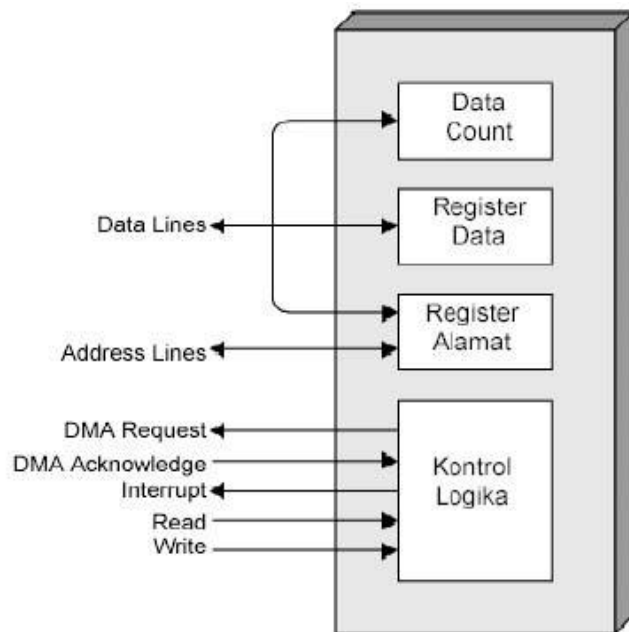 Data
Count
Data Lines
Register
Data
Address Lines
Register
Alamat
DMA Request
DMA Acknowledge
Interrupt
Read
Write
Kontrol
Logika